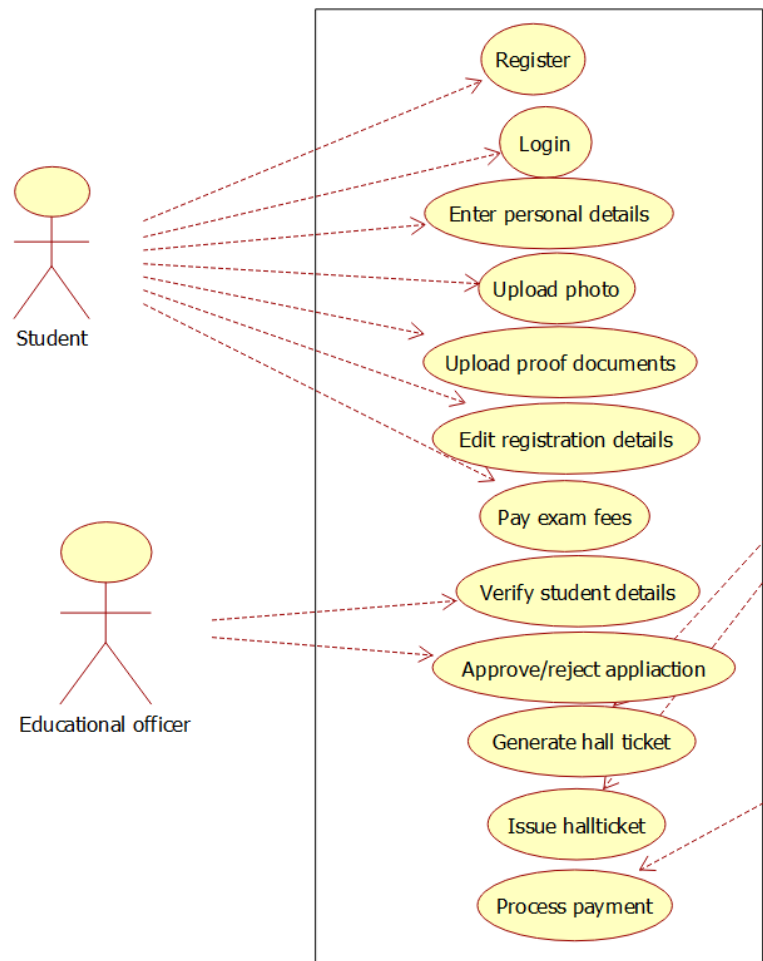 Register
Login
Enter personal details
Upload photo
Student
Upload proof documents
Edit registration details
Pay exam fees
Verify student details
Approve/reject appliaction
Educational officer
Generate hall ticket
Issue hallticket
Process payment